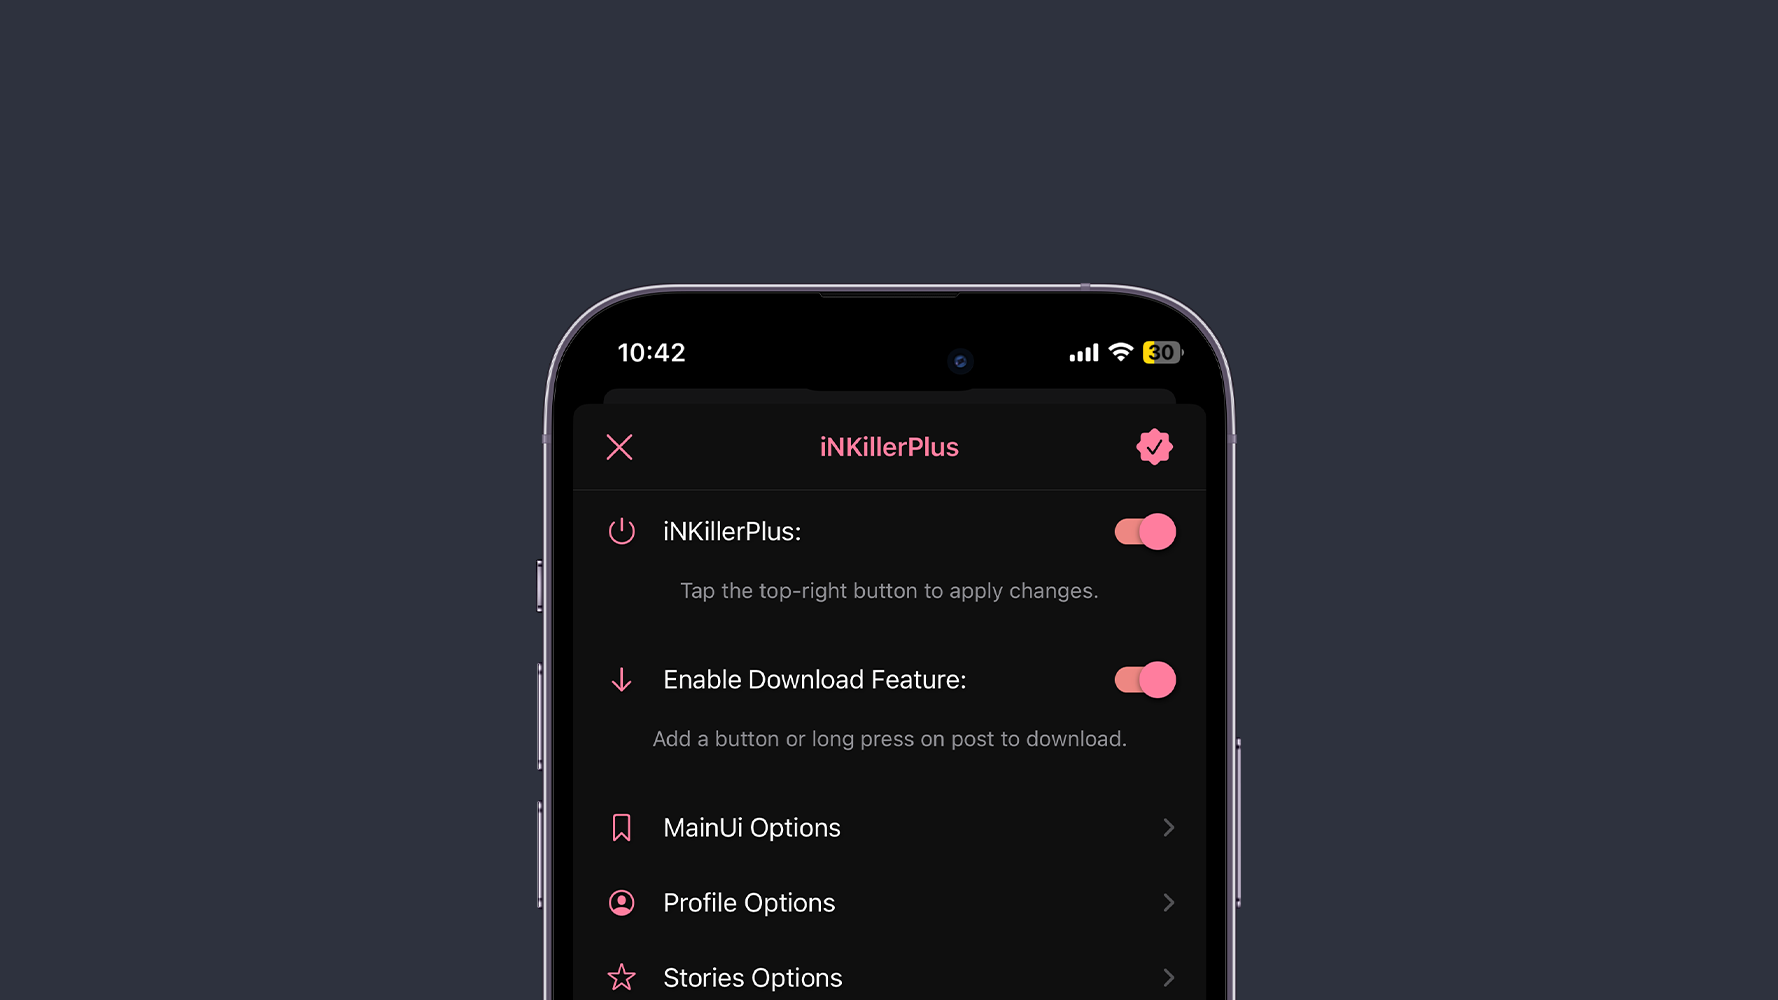 10:42
30
iNKillerPlus
iNKillerPlus:
Tap the top-right button to apply changes.
Enable Download Feature:
Add a button or long press on post to download.
MainUi Options
Profile Options
Stories Options